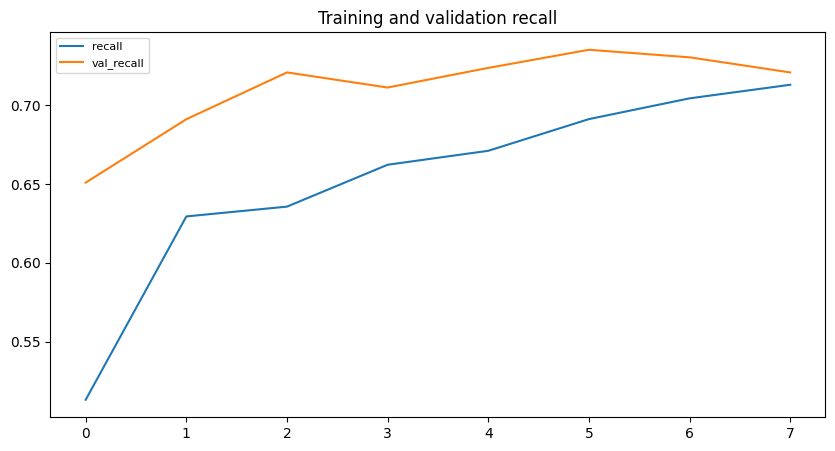 Training and validation recall
recall
val_recall
0.70
0.65
0.60
0.55
0 1 2 3 4 5 6 7